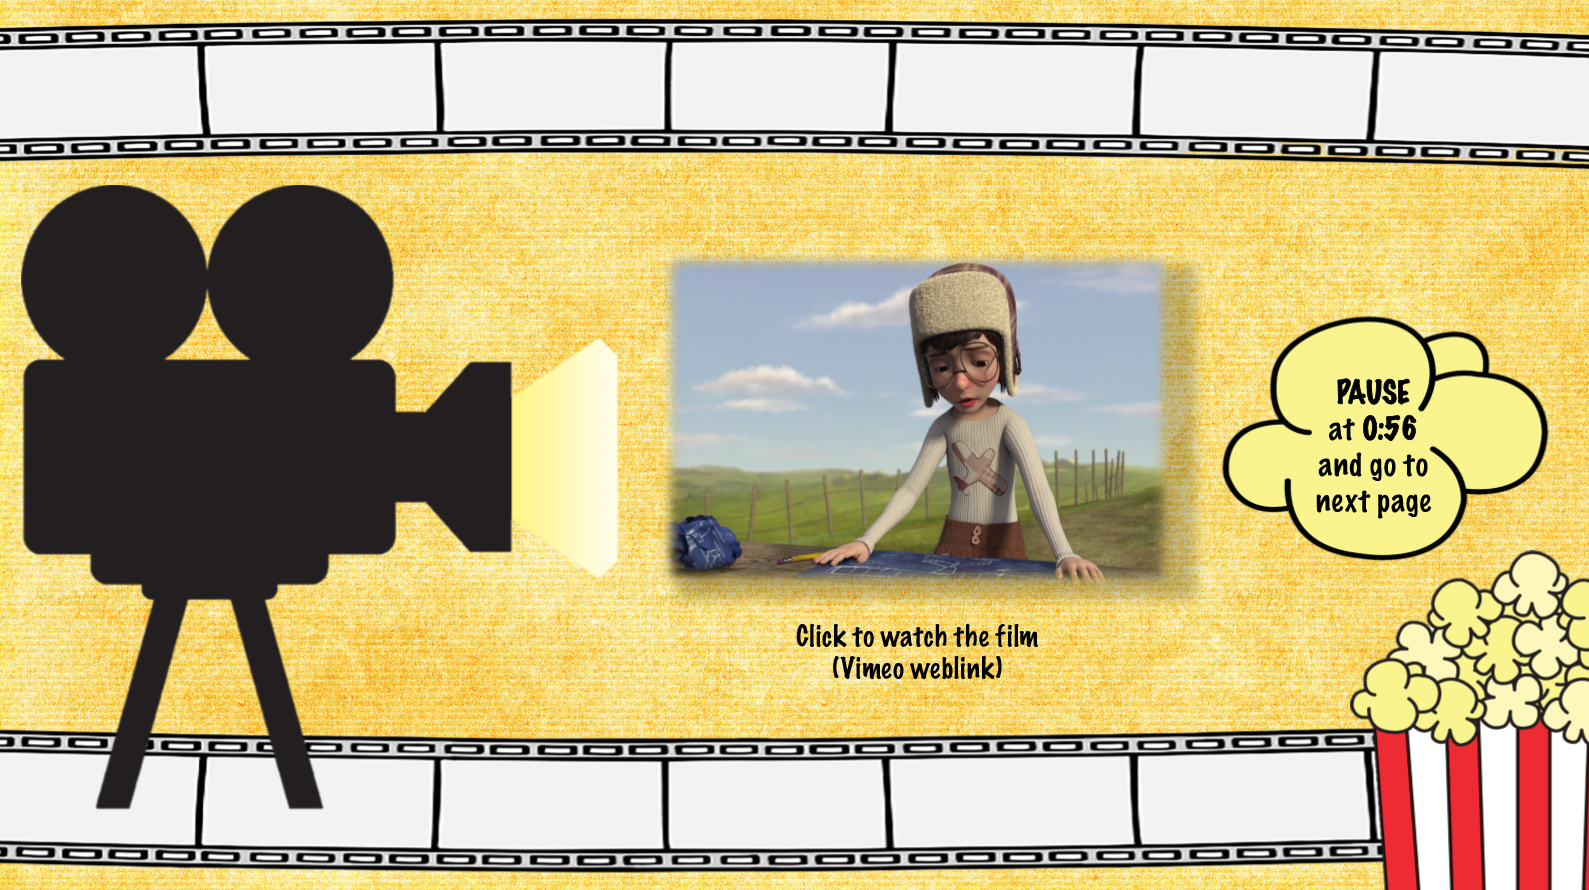 PAUSE
at 0:56
and go to
next page
Click to watch the film
(Vimeo weblink)